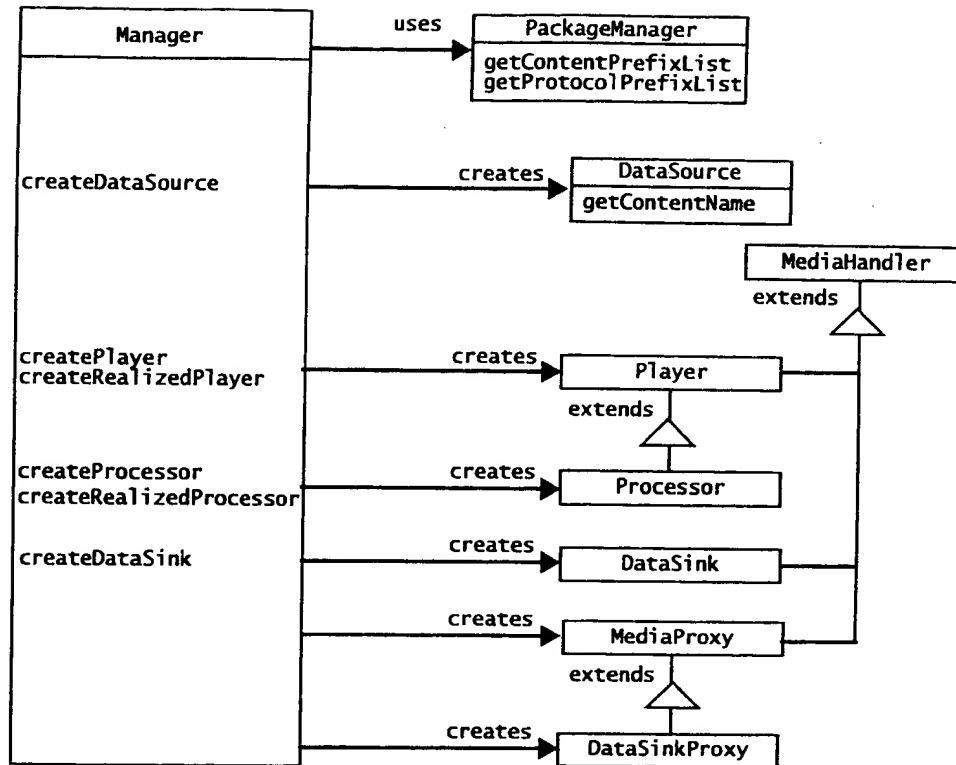 Manager
uses
PackageManager
getContentPrefixList
getProtocolPrefixList
createDataSource
creates
DataSource
getContentName
MediaHandler
extends
createPlayer
createRealizedPlayer
creates
Player
extends
createProcessor
createRealizedProcessor
creates
Processor
createDataSink
creates
DataSink
creates
MediaProxy
extends
creates
DataSinkProxy